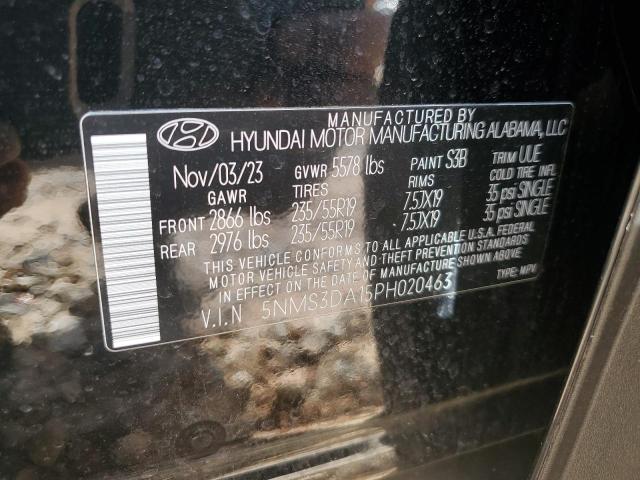 MANUFACTURED BY
HYUNDAI MOTOR MANUFACTURING ALABAMA, LLC
Nov/03/23 GVWR 5578 lbs PAINT S3B TRIM UUE
GAWR TIRES RIMS COLD TIRE INFL
FRONT 2866 lbs 235/55R19 7.5JX19 35 psi SINGLE
REAR 2976 lbs 235/55R19 7.5JX19 35 psi SINGLE
THIS VEHICLE CONFORMS TO ALL APPLICABLE U.S.A. FEDERAL
MOTOR VEHICLE SAFETY AND THEFT PREVENTION STANDARDS
IN EFFECT ON THE DATE OF MANUFACTURE SHOWN ABOVE.
V.I.N 5NMS3DA15PH020463 TYPE: MPV